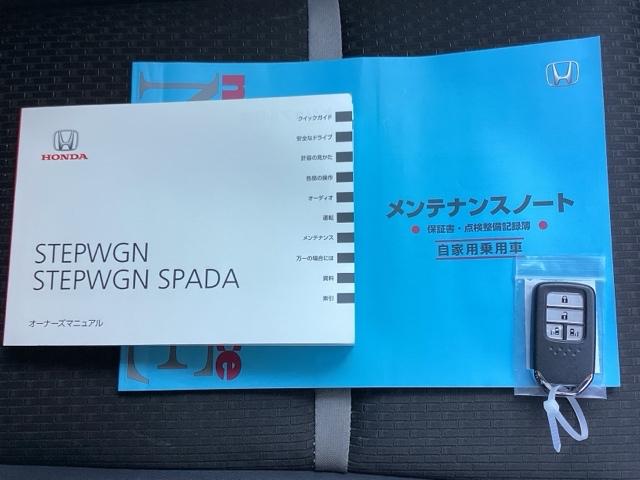 HONDA
STEPWGN
STEPWGN SPADA
オーナーズマニュアル
クイックガイド
安全なドライブ
計器の見かた
各部の操作
オーディオ
運転
メンテナンス
万一の場合には
資料
索引
メンテナンスノート
保証書・点検整備記録簿
自家用乗用車